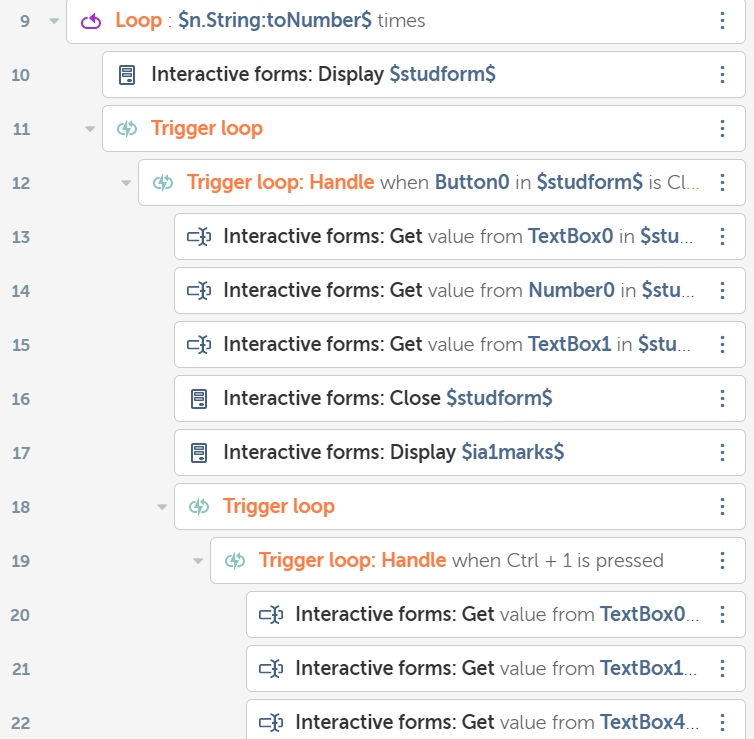 9 Loop : $n.String:toNumber$ times
10 Interactive forms: Display $studform$
11 Trigger loop
12 Trigger loop: Handle when Button0 in $studform$ is Cl...
13 Interactive forms: Get value from TextBox0 in $stu...
14 Interactive forms: Get value from Number0 in $stu...
15 Interactive forms: Get value from TextBox1 in $stu...
16 Interactive forms: Close $studform$
17 Interactive forms: Display $ia1marks$
18 Trigger loop
19 Trigger loop: Handle when Ctrl + 1 is pressed
20 Interactive forms: Get value from TextBox0...
21 Interactive forms: Get value from TextBox1...
22 Interactive forms: Get value from TextBox4...